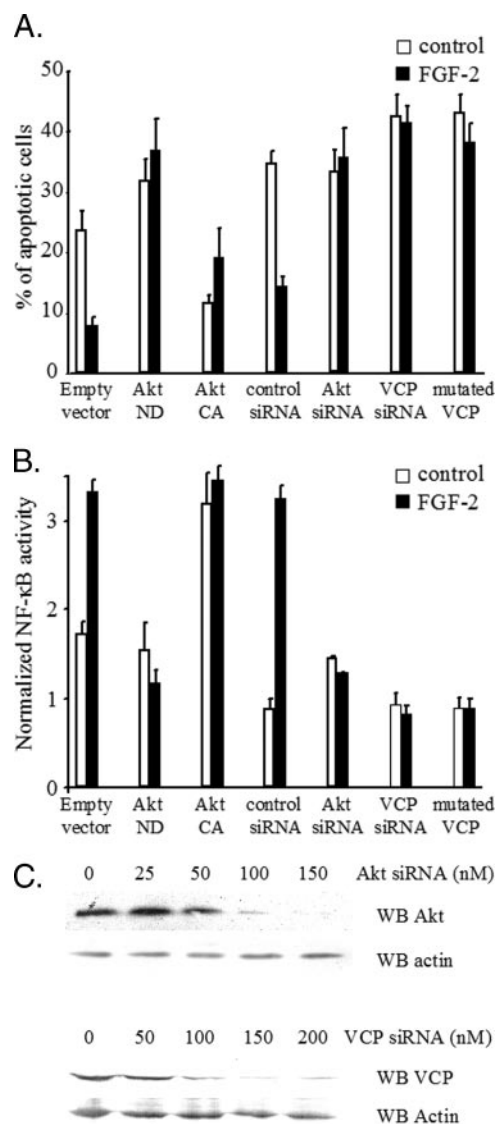 A.
control
FGF-2
50
40
30
20
10
0
% of apoptotic cells
Empty vector
Akt ND
Akt CA
control siRNA
Akt siRNA
VCP siRNA
mutated VCP
B.
control
FGF-2
3
2
1
0
Normalized NF-κB activity
Empty vector
Akt ND
Akt CA
control siRNA
Akt siRNA
VCP siRNA
mutated VCP
C.
0 25 50 100 150 Akt siRNA (nM)
WB Akt
WB actin
0 50 100 150 200 VCP siRNA (nM)
WB VCP
WB Actin